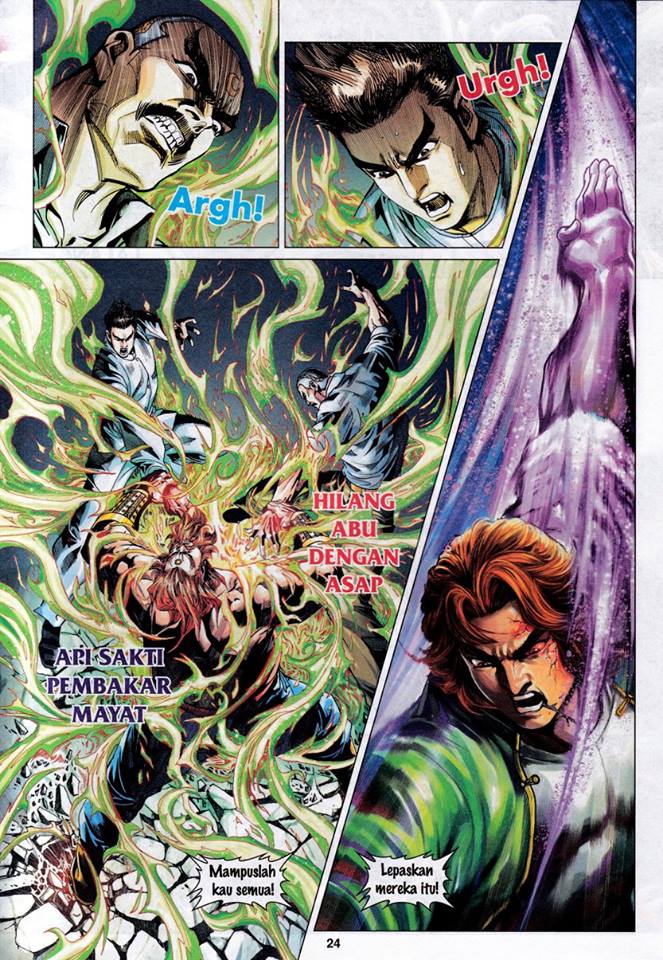 Argh!
Urgh!
HILANG
ABU
DENGAN
ASAP
API SAKTI
PEMBAKAR
MAYAT
Mampuslah
kau semua!
Lepaskan
mereka itu!
24